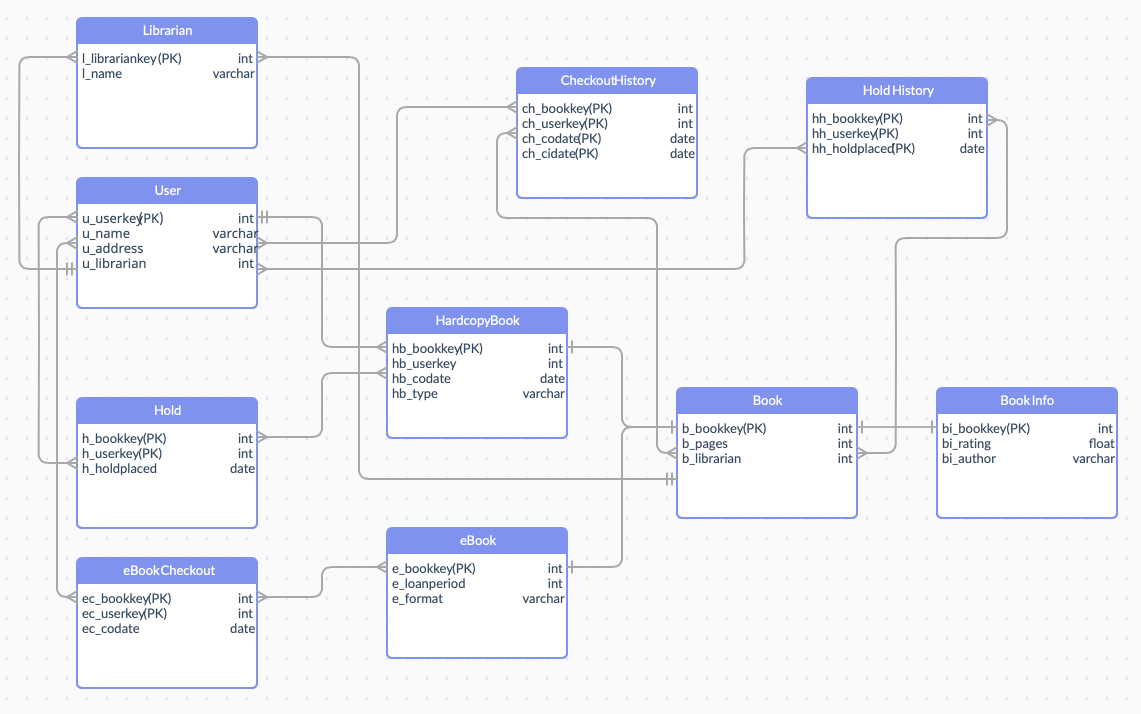 Librarian
l_librariankey(PK) int
l_name varchar
User
u_userkey(PK) int
u_name varchar
u_address varchar
u_librarian int
Hold
h_bookkey(PK) int
h_userkey(PK) int
h_holdplaced date
eBookCheckout
ec_bookkey(PK) int
ec_userkey(PK) int
ec_codate date
CheckoutHistory
ch_bookkey(PK) int
ch_userkey(PK) int
ch_codate(PK) date
ch_cidate(PK) date
Hold History
hh_bookkey(PK) int
hh_userkey(PK) int
hh_holdplaced(PK) date
HardcopyBook
hb_bookkey(PK) int
hb_userkey int
hb_codate date
hb_type varchar
eBook
e_bookkey(PK) int
e_loanperiod int
e_format varchar
Book
b_bookkey(PK) int
b_pages int
b_librarian int
Book Info
bi_bookkey(PK) int
bi_rating float
bi_author varchar